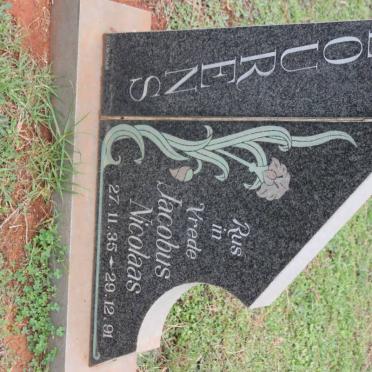 OURENS
Rus
in
Vrede
Jacobus
Nicolaas
27.11.35 ✦ 29.12.91